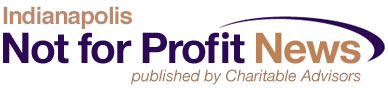 Indianapolis
Not for Profit News
published by Charitable Advisors